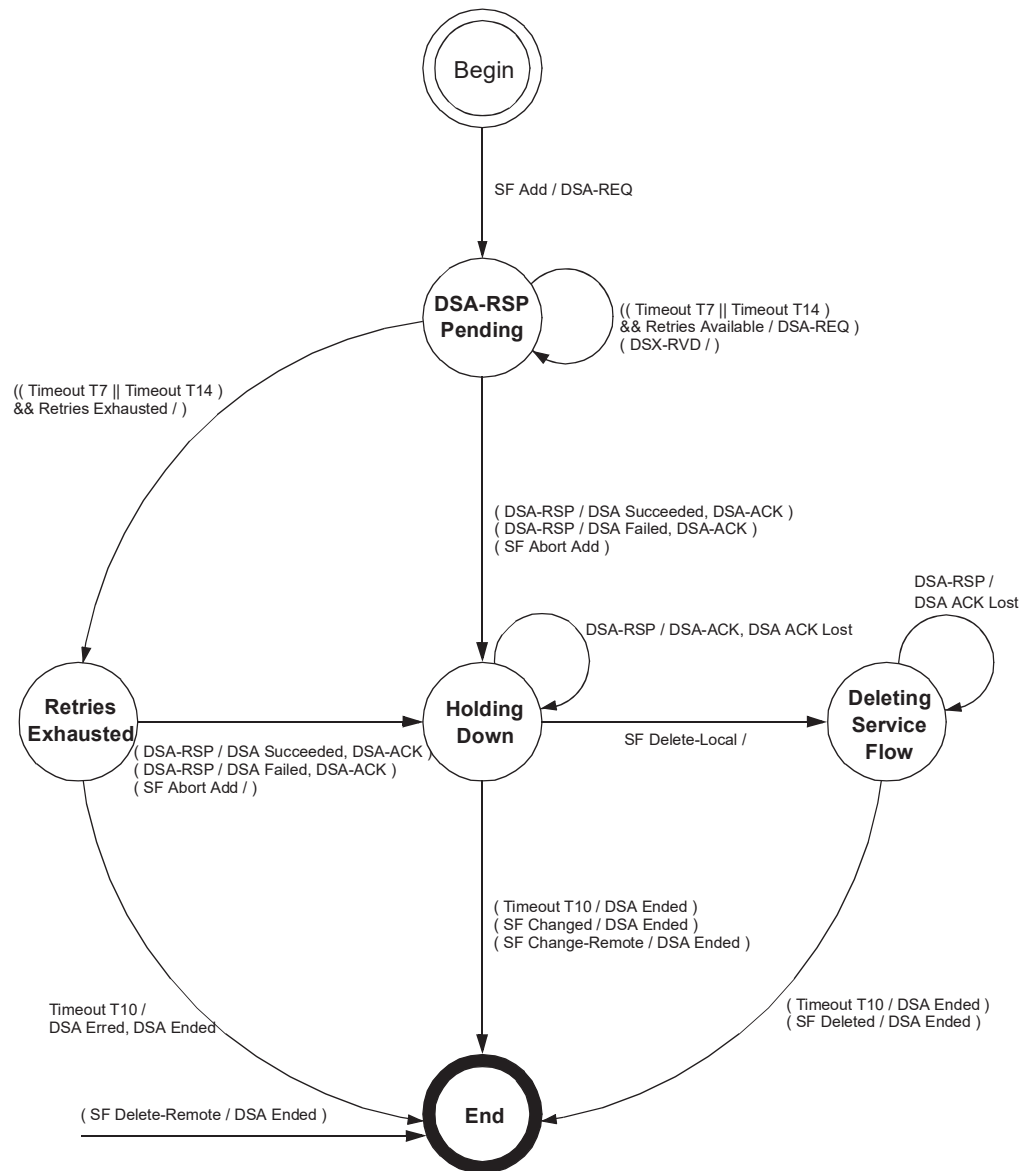 Begin
SF Add / DSA-REQ
DSA-RSP
Pending
(( Timeout T7 || Timeout T14 )
&& Retries Available / DSA-REQ )
( DSX-RVD / )
(( Timeout T7 || Timeout T14 )
&& Retries Exhausted / )
( DSA-RSP / DSA Succeeded, DSA-ACK )
( DSA-RSP / DSA Failed, DSA-ACK )
( SF Abort Add )
DSA-RSP /
DSA ACK Lost
DSA-RSP / DSA-ACK, DSA ACK Lost
Retries
Exhausted
Holding
Down
Deleting
Service
Flow
( DSA-RSP / DSA Succeeded, DSA-ACK )
( DSA-RSP / DSA Failed, DSA-ACK )
( SF Abort Add / )
SF Delete-Local /
( Timeout T10 / DSA Ended )
( SF Changed / DSA Ended )
( SF Change-Remote / DSA Ended )
Timeout T10 /
DSA Erred, DSA Ended
( Timeout T10 / DSA Ended )
( SF Deleted / DSA Ended )
( SF Delete-Remote / DSA Ended )
End